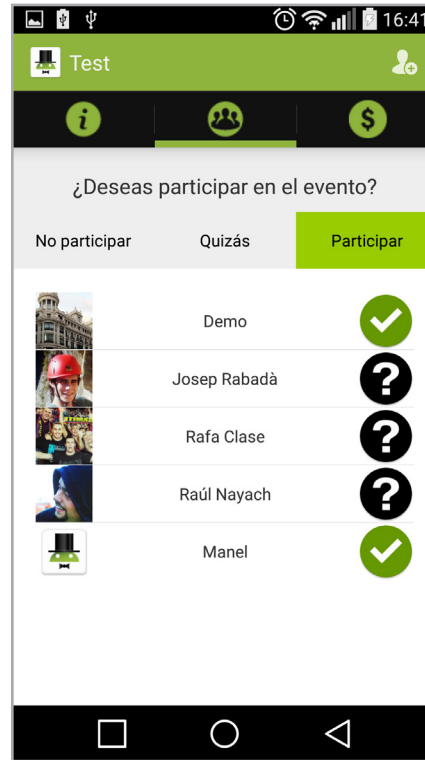 16:41
Test
¿Deseas participar en el evento?
No participar Quizás Participar
Demo
Josep Rabadà
Rafa Clase
Raúl Nayach
Manel